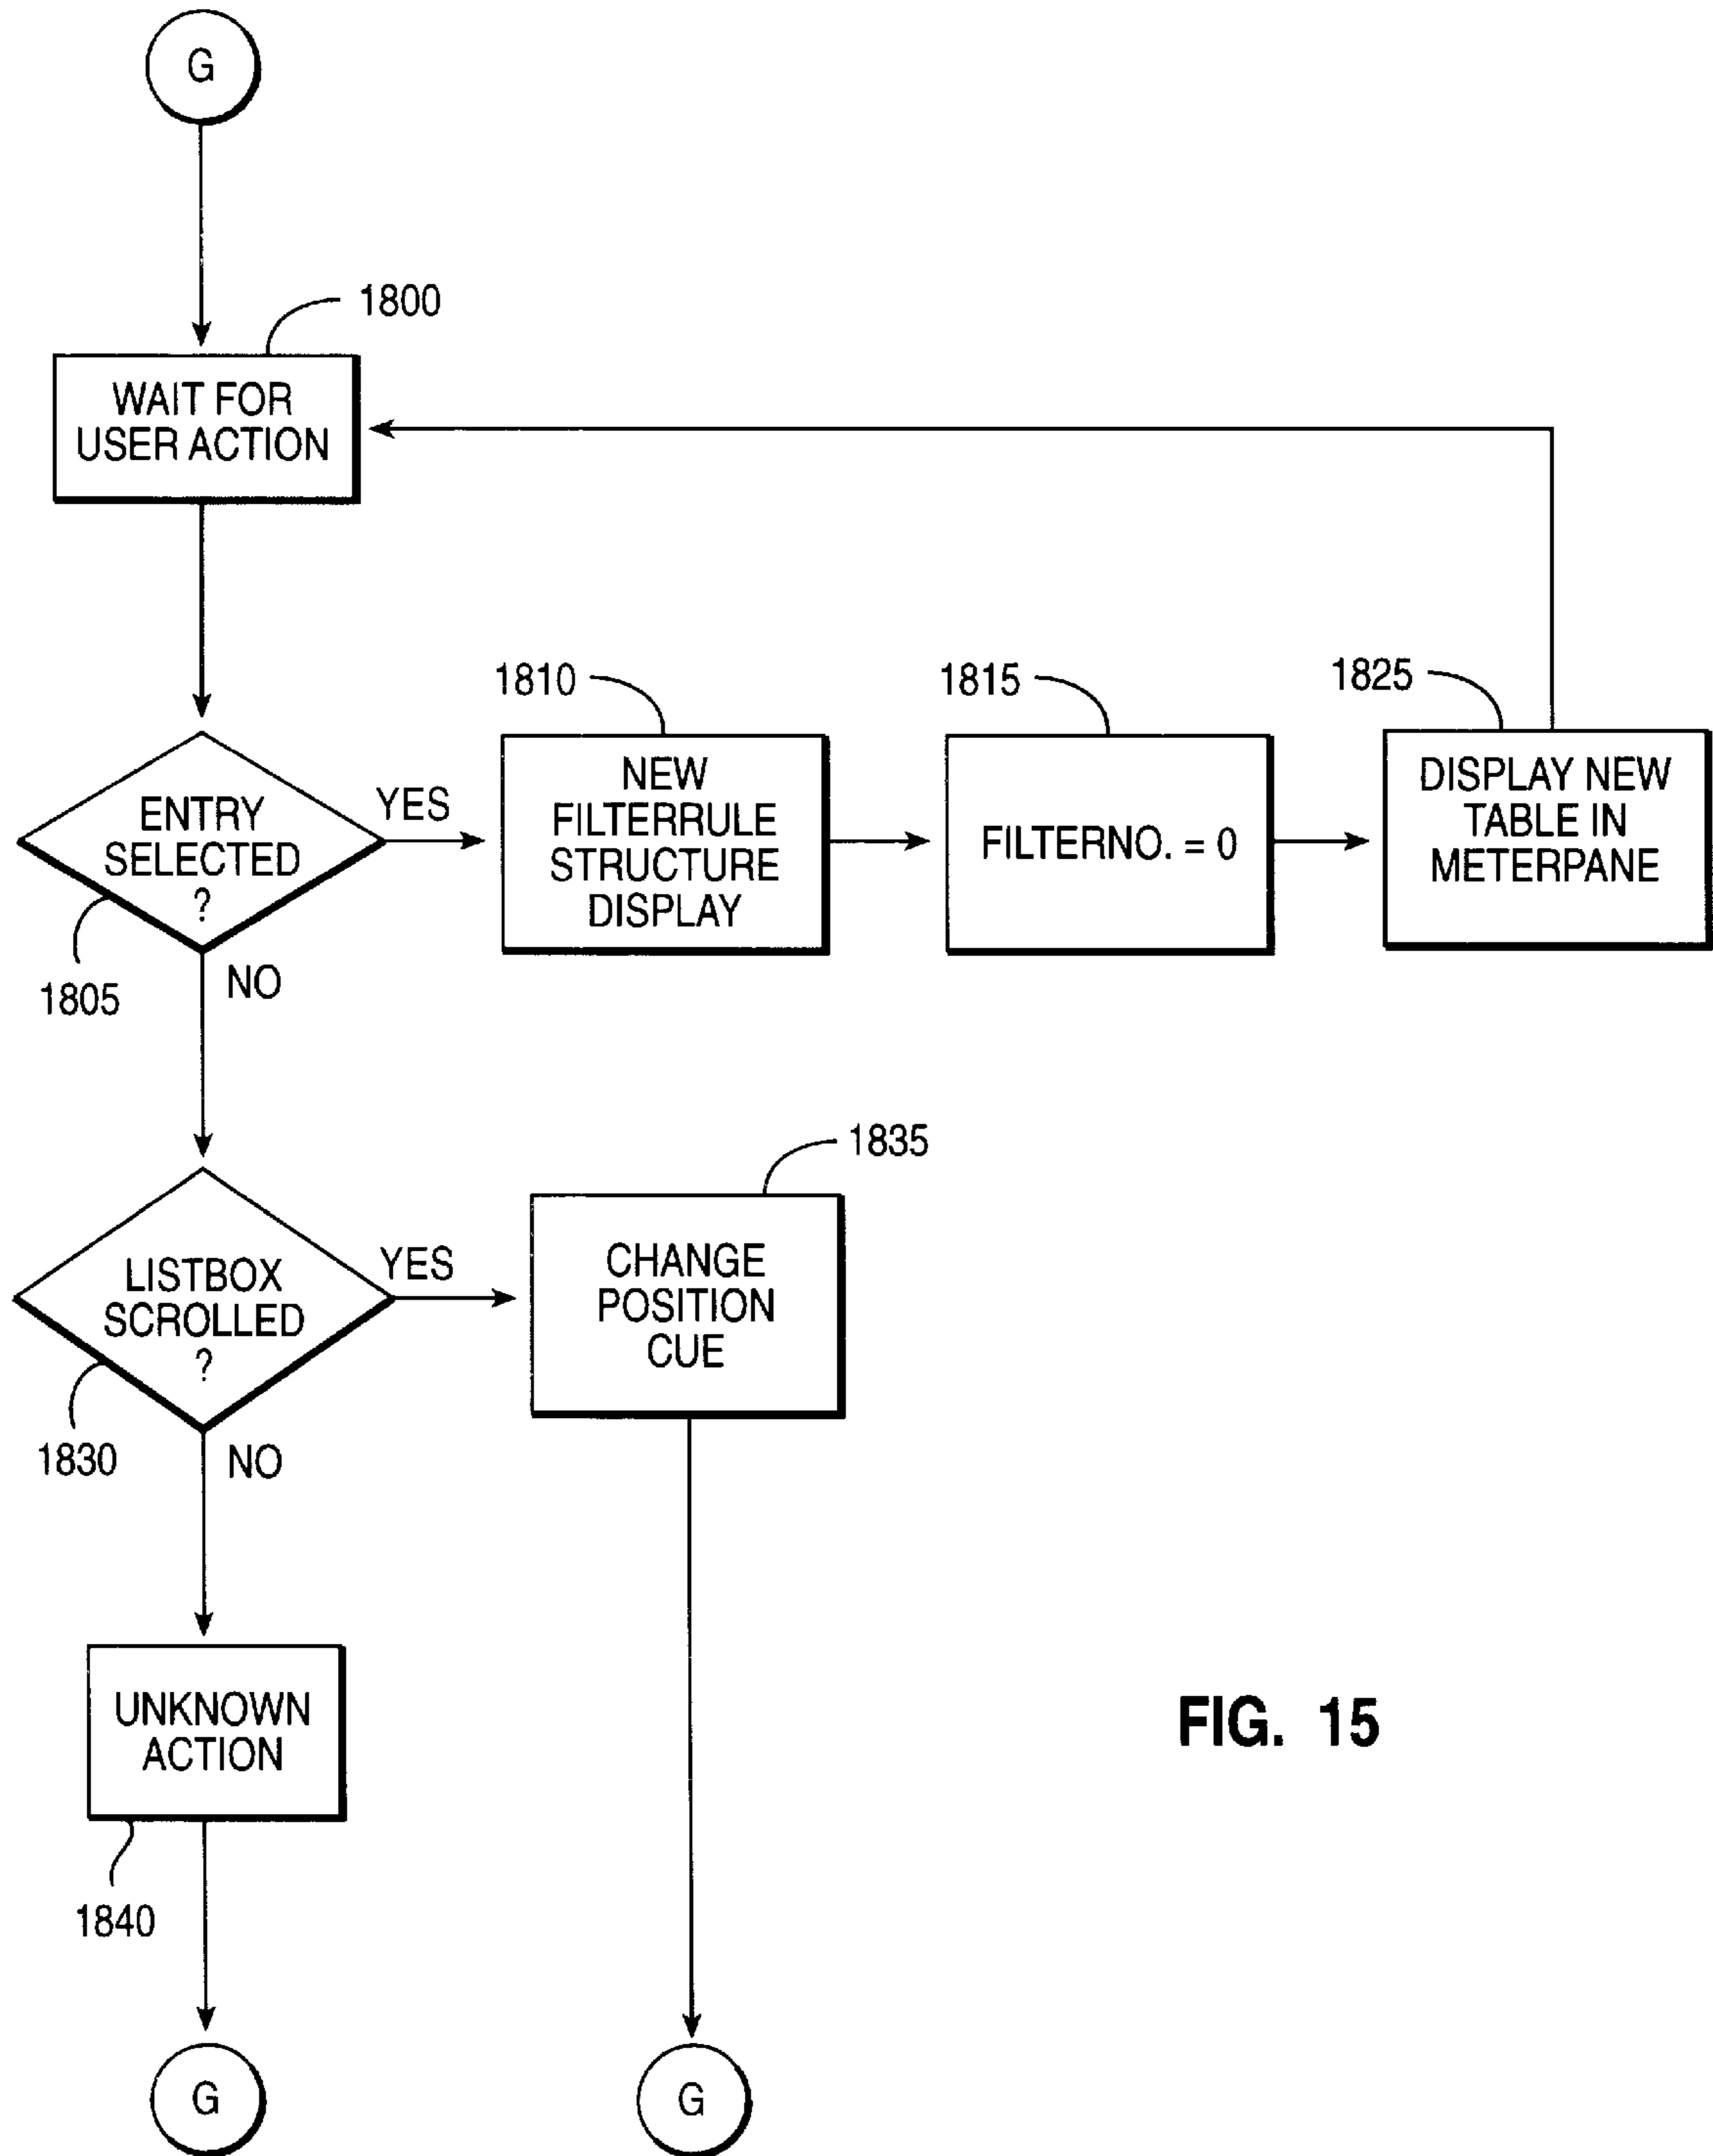 G
1800
WAIT FOR
USER ACTION
1810
1815
1825
ENTRY
SELECTED
?
YES
NEW
FILTERRULE
STRUCTURE
DISPLAY
FILTERNO. = 0
DISPLAY NEW
TABLE IN
METERPANE
1805
NO
1835
LISTBOX
SCROLLED
?
YES
CHANGE
POSITION
CUE
1830
NO
UNKNOWN
ACTION
FIG. 15
1840
G
G